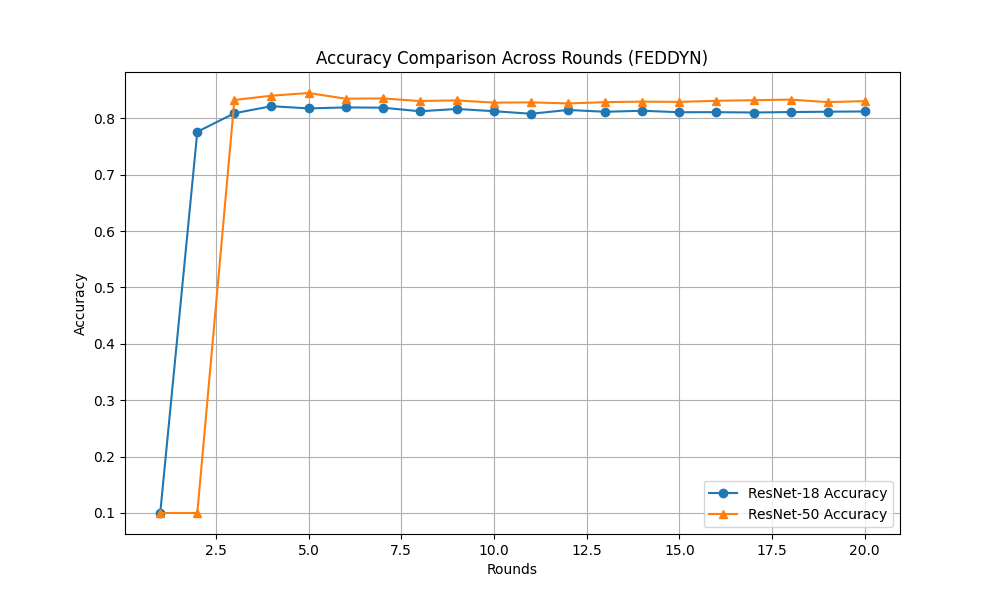 Accuracy Comparison Across Rounds (FEDDYN)
Accuracy
0.8
0.7
0.6
0.5
0.4
0.3
0.2
0.1
ResNet-18 Accuracy
ResNet-50 Accuracy
2.5 5.0 7.5 10.0 12.5 15.0 17.5 20.0
Rounds